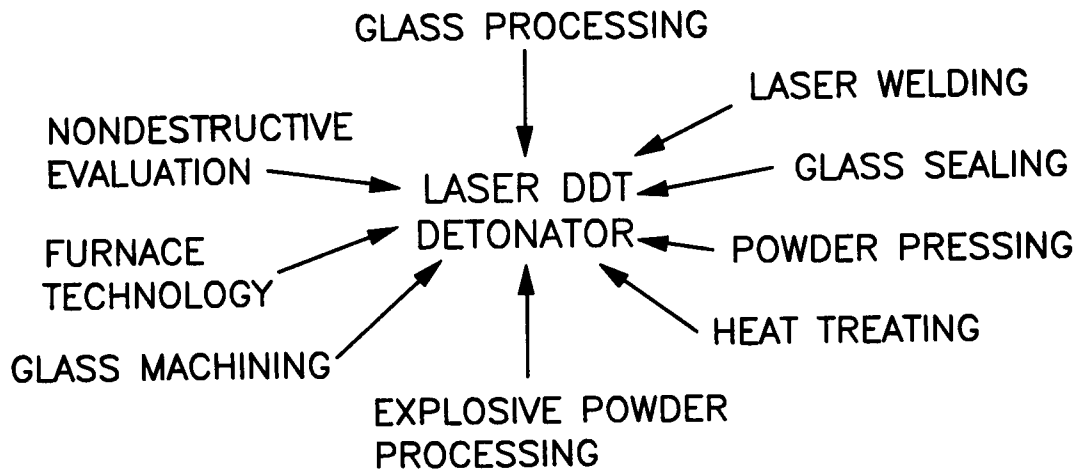 GLASS PROCESSING
LASER WELDING
NONDESTRUCTIVE
EVALUATION
GLASS SEALING
LASER DDT
DETONATOR
FURNACE
TECHNOLOGY
POWDER PRESSING
HEAT TREATING
GLASS MACHINING
EXPLOSIVE POWDER
PROCESSING